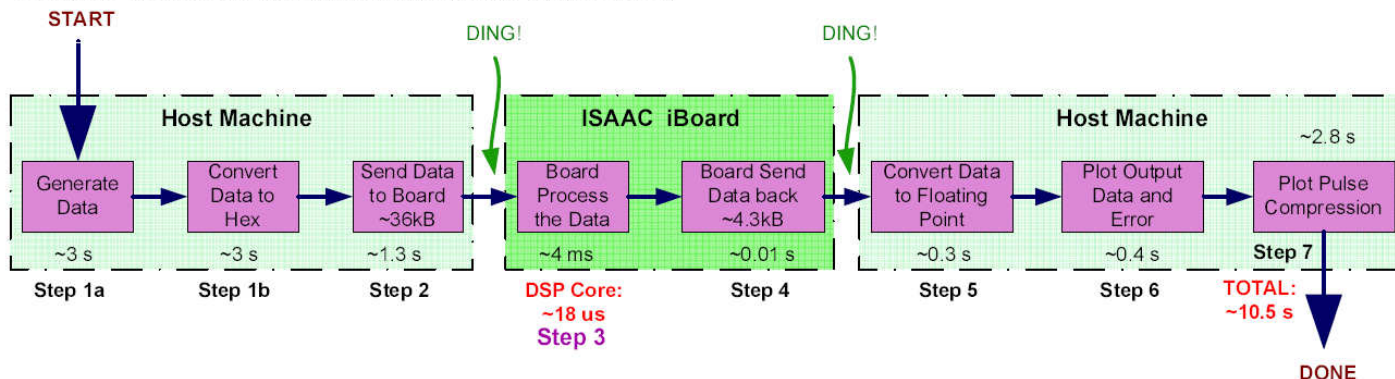 START
DING!
DING!
Host Machine
ISAAC iBoard
Host Machine
~2.8 s
Generate
Data
Convert
Data to
Hex
Send Data
to Board
~36kB
Board
Process
the Data
Board Send
Data back
~4.3kB
Convert Data
to Floating
Point
Plot Output
Data and
Error
Plot Pulse
Compression
~3 s
~3 s
~1.3 s
~4 ms
~0.01 s
~0.3 s
~0.4 s
Step 7
Step 1a
Step 1b
Step 2
DSP Core:
~18 us
Step 3
Step 4
Step 5
Step 6
TOTAL:
~10.5 s
DONE